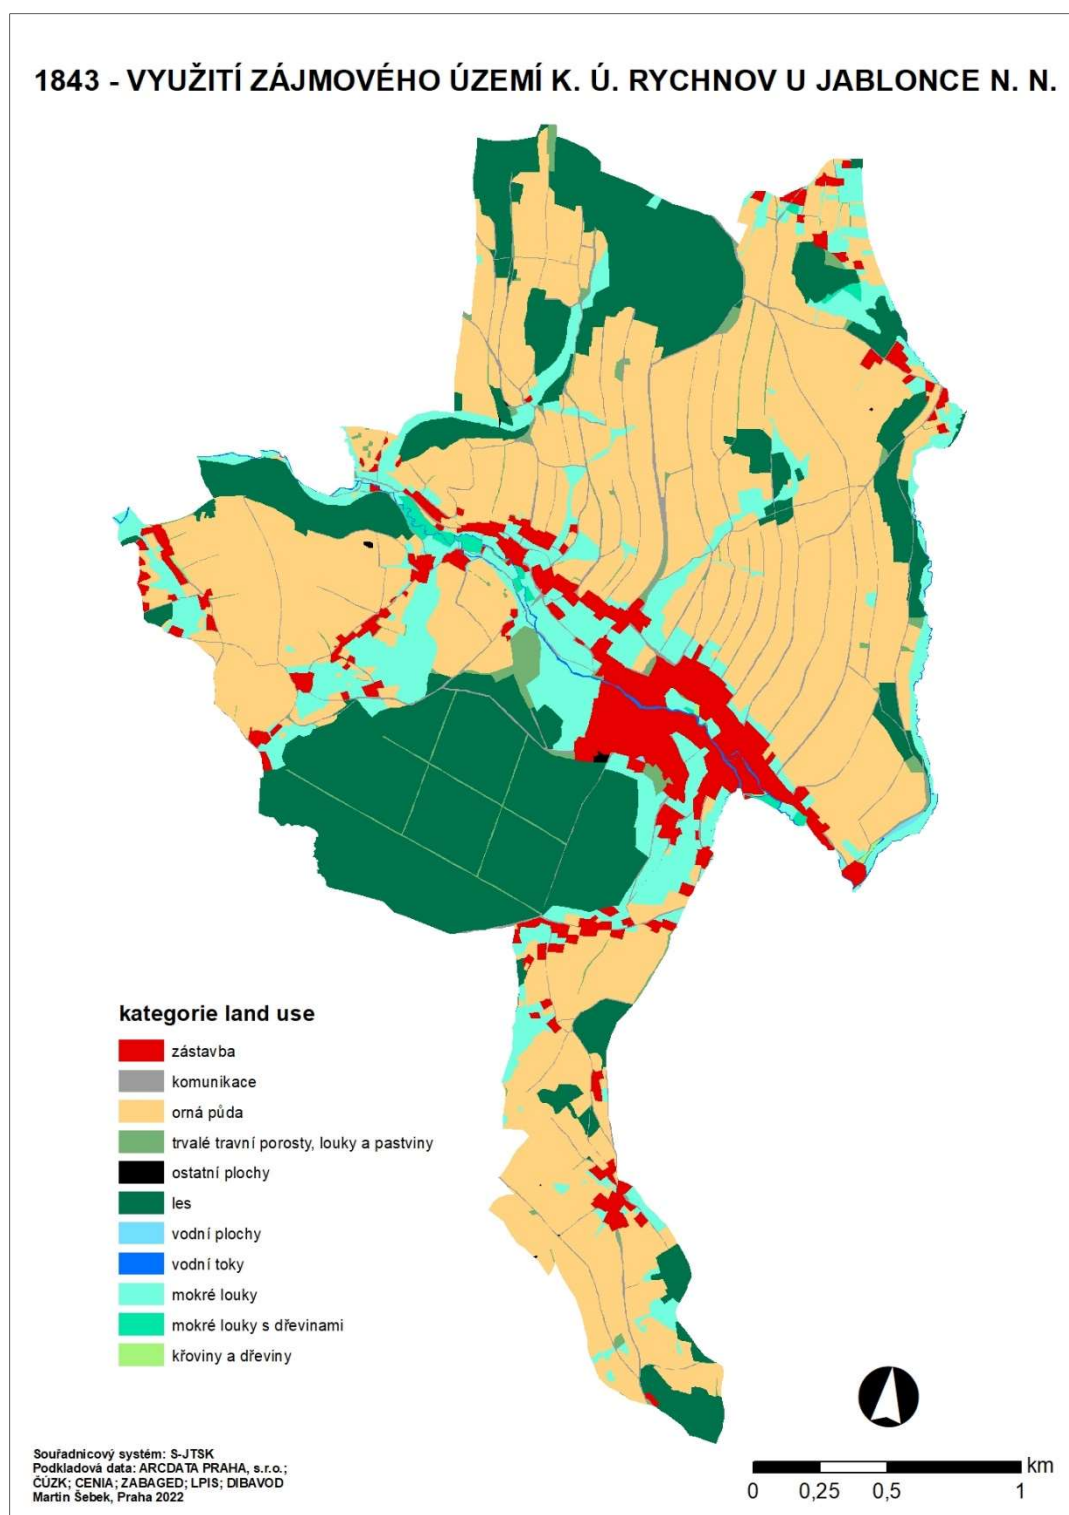 1843 - VYUŽITÍ ZÁJMOVÉHO ÚZEMÍ K. Ú. RYCHNOV U JABLONCE N. N.
kategorie land use
zástavba
komunikace
orná půda
trvalé travní porosty, louky a pastviny
ostatní plochy
les
vodní plochy
vodní toky
mokré louky
mokré louky s dřevinami
křoviny a dřeviny
Souřadnicový systém: S-JTSK
Podkladová data: ARCDATA PRAHA, s.r.o.;
ČÚZK; CENIA; ZABAGED; LPIS; DIBAVOD
Martin Šebek, Praha 2022
km
0 0,25 0,5 1